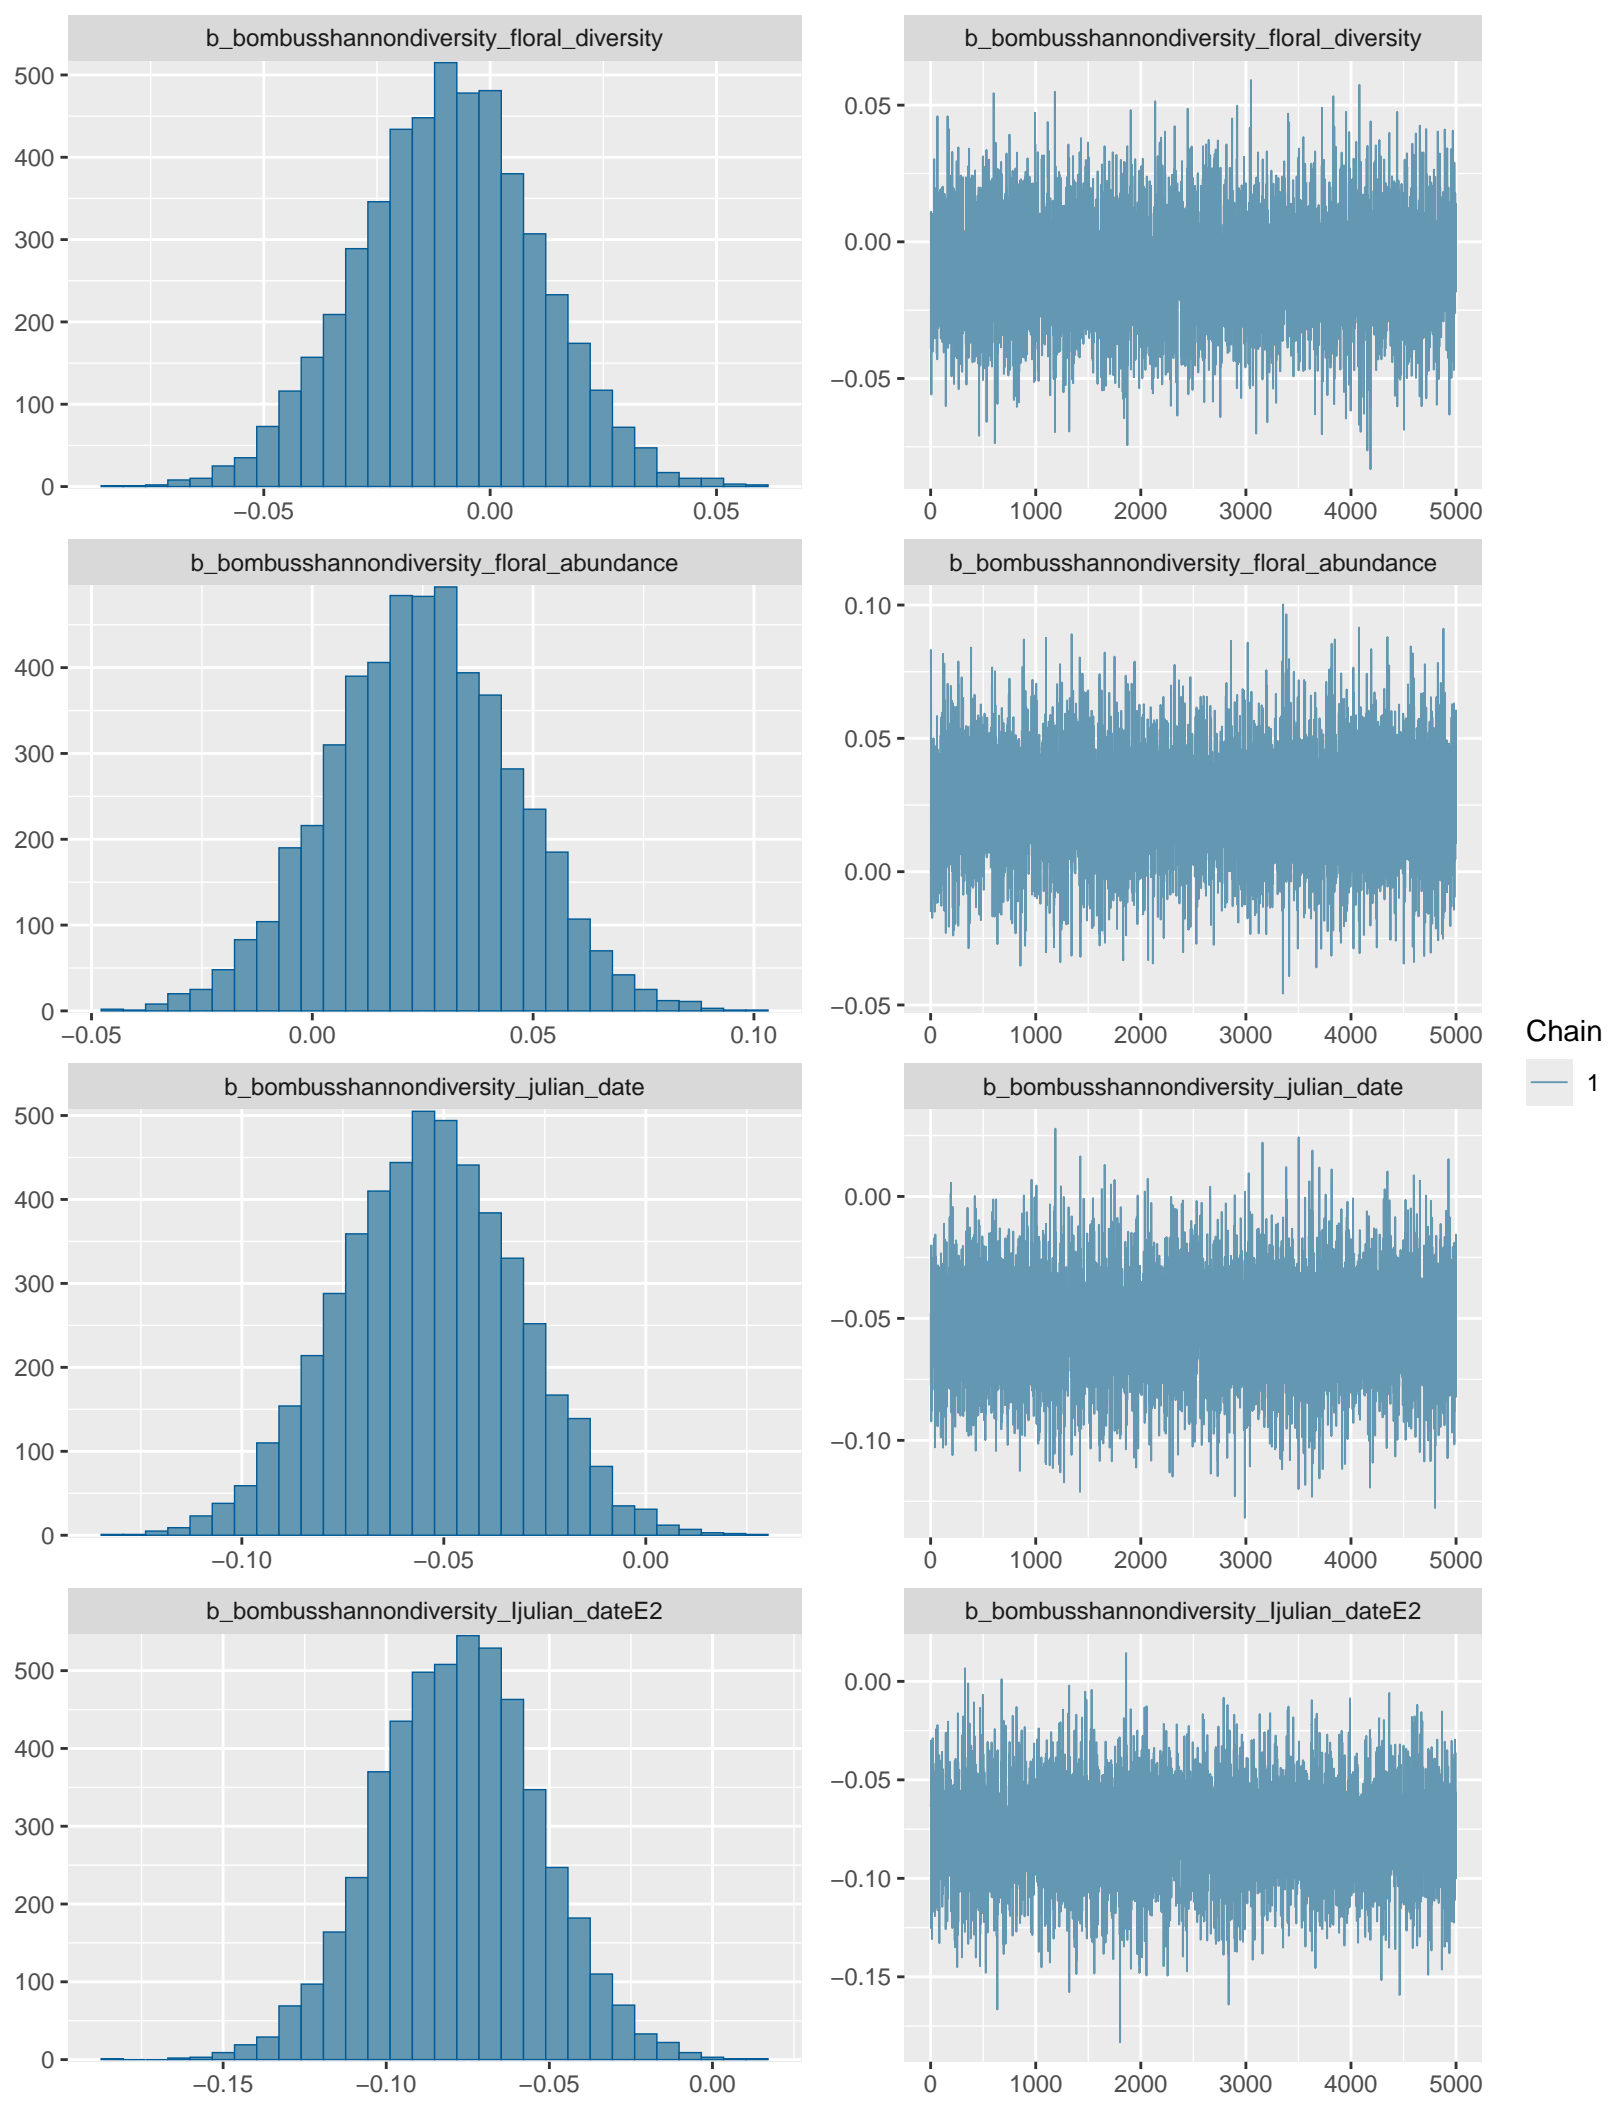 b_bombusshannondiversity_floral_diversity
500
400
300
200
100
0
−0.05 0.00 0.05
b_bombusshannondiversity_floral_diversity
0.05
0.00
−0.05
0 1000 2000 3000 4000 5000
b_bombusshannondiversity_floral_abundance
400
300
200
100
0
−0.05 0.00 0.05 0.10
b_bombusshannondiversity_floral_abundance
0.10
0.05
0.00
−0.05
0 1000 2000 3000 4000 5000
b_bombusshannondiversity_julian_date
500
400
300
200
100
0
−0.10 −0.05 0.00
b_bombusshannondiversity_julian_date
0.00
−0.05
−0.10
0 1000 2000 3000 4000 5000
b_bombusshannondiversity_Ijulian_dateE2
500
400
300
200
100
0
−0.15 −0.10 −0.05 0.00
b_bombusshannondiversity_Ijulian_dateE2
0.00
−0.05
−0.10
−0.15
0 1000 2000 3000 4000 5000
Chain
1